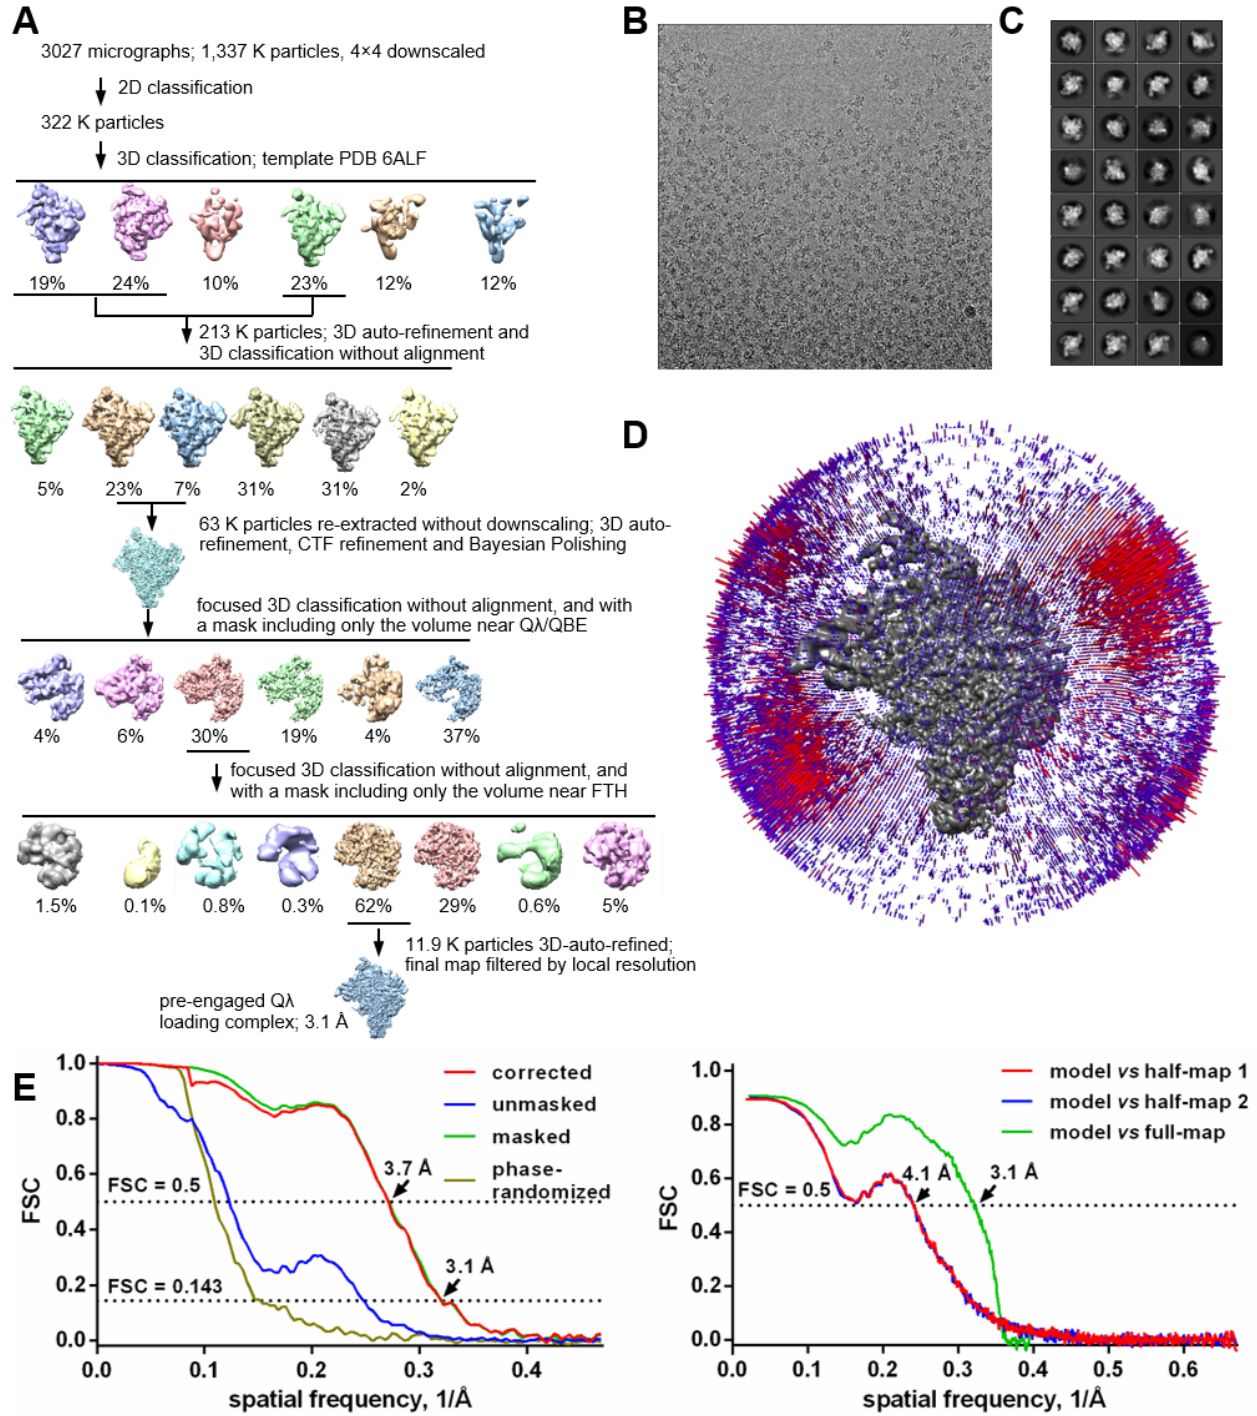 A
3027 micrographs; 1,337 K particles, 4×4 downscaled
2D classification
322 K particles
3D classification; template PDB 6ALF
19% 24% 10% 23% 12% 12%
213 K particles; 3D auto-refinement and
3D classification without alignment
5% 23% 7% 31% 31% 2%
63 K particles re-extracted without downscaling; 3D auto-
refinement, CTF refinement and Bayesian Polishing
focused 3D classification without alignment, and with
a mask including only the volume near Qλ/QBE
4% 6% 30% 19% 4% 37%
focused 3D classification without alignment, and
with a mask including only the volume near FTH
1.5% 0.1% 0.8% 0.3% 62% 29% 0.6% 5%
11.9 K particles 3D-auto-refined;
final map filtered by local resolution
pre-engaged Qλ
loading complex; 3.1 Å
B
C
D
E
1.0
0.8
0.6
0.4
0.2
0.0
FSC
0.0 0.1 0.2 0.3 0.4
spatial frequency, 1/Å
corrected
unmasked
masked
phase-
randomized
3.7 Å
FSC = 0.5
3.1 Å
FSC = 0.143
1.0
0.8
0.6
0.4
0.2
0.0
FSC
0.0 0.1 0.2 0.3 0.4 0.5 0.6
spatial frequency, 1/Å
model vs half-map 1
model vs half-map 2
model vs full-map
4.1 Å
3.1 Å
FSC = 0.5